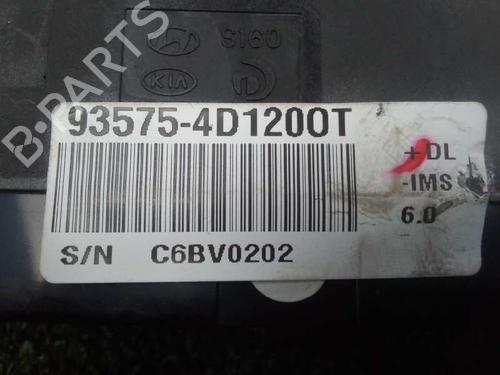 S160
KIA
93575-4D1200T
+DL
-IMS
6.0
S/N C6BV0202
B-PARTS